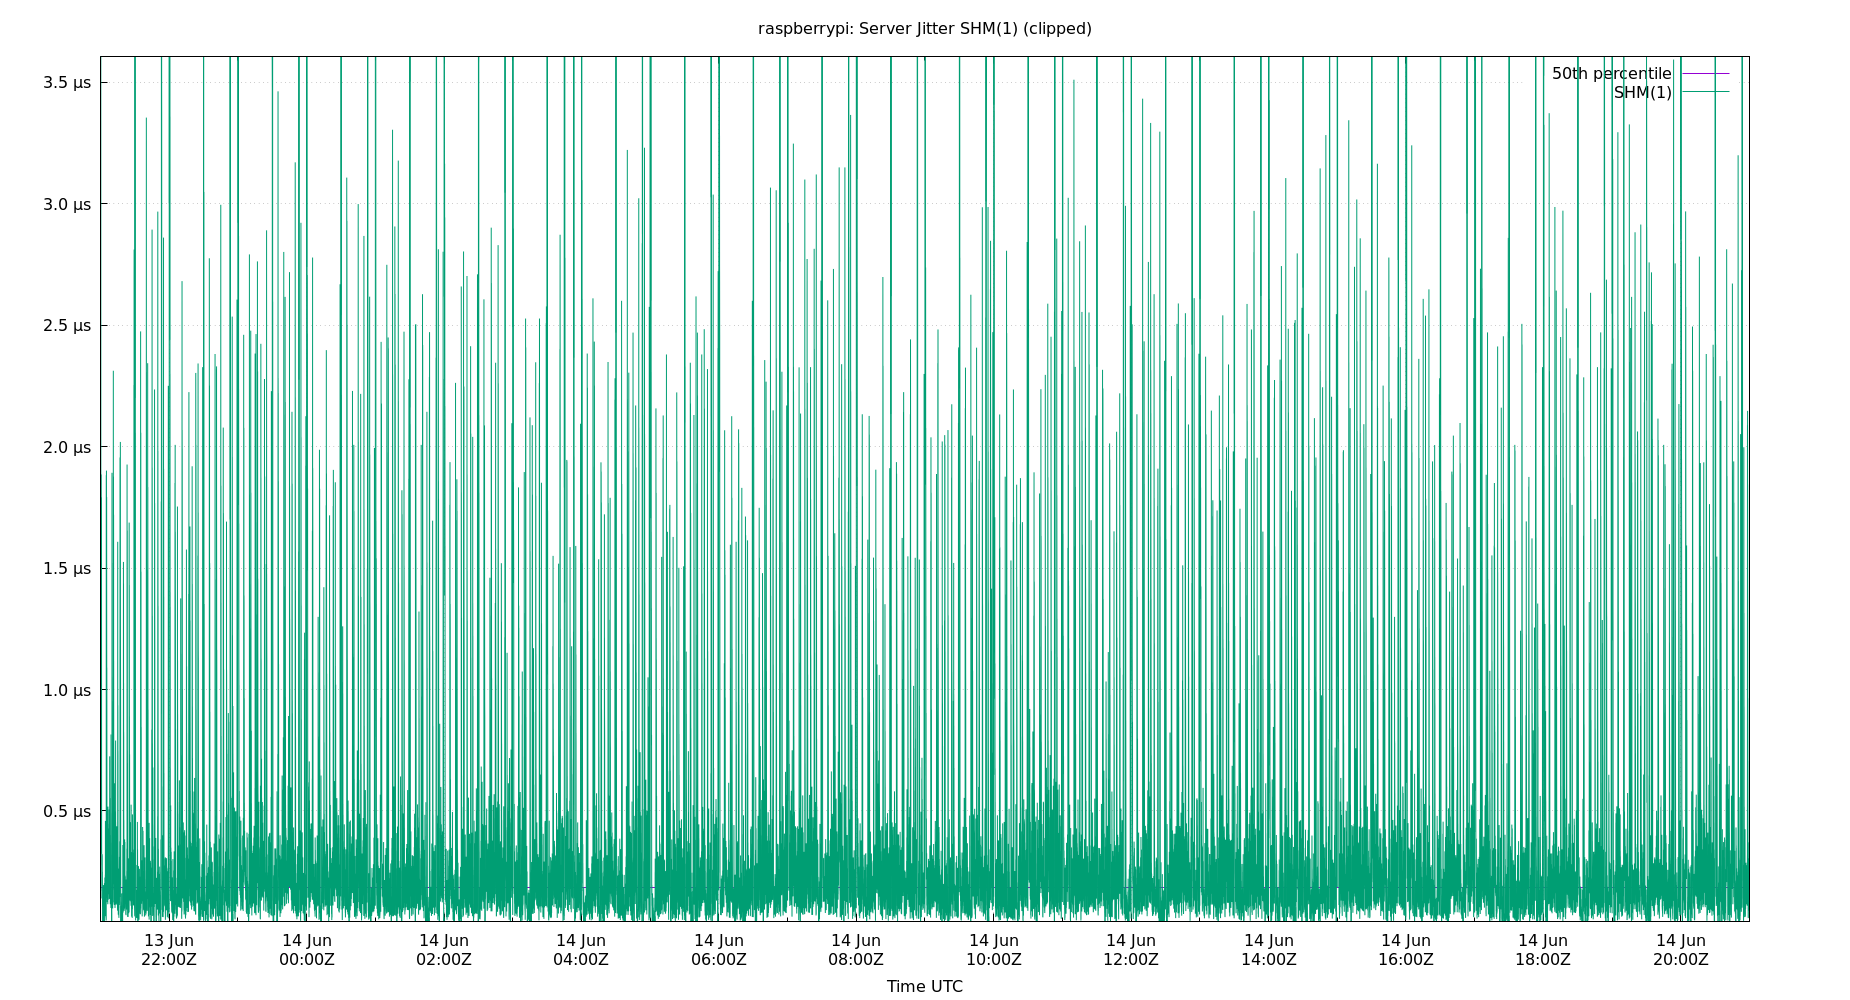 raspberrypi: Server Jitter SHM(1) (clipped)
50th percentile
SHM(1)
3.5 µs
3.0 µs
2.5 µs
2.0 µs
1.5 µs
1.0 µs
0.5 µs
13 Jun 14 Jun 14 Jun 14 Jun 14 Jun 14 Jun 14 Jun 14 Jun 14 Jun 14 Jun 14 Jun 14 Jun
22:00Z 00:00Z 02:00Z 04:00Z 06:00Z 08:00Z 10:00Z 12:00Z 14:00Z 16:00Z 18:00Z 20:00Z
Time UTC